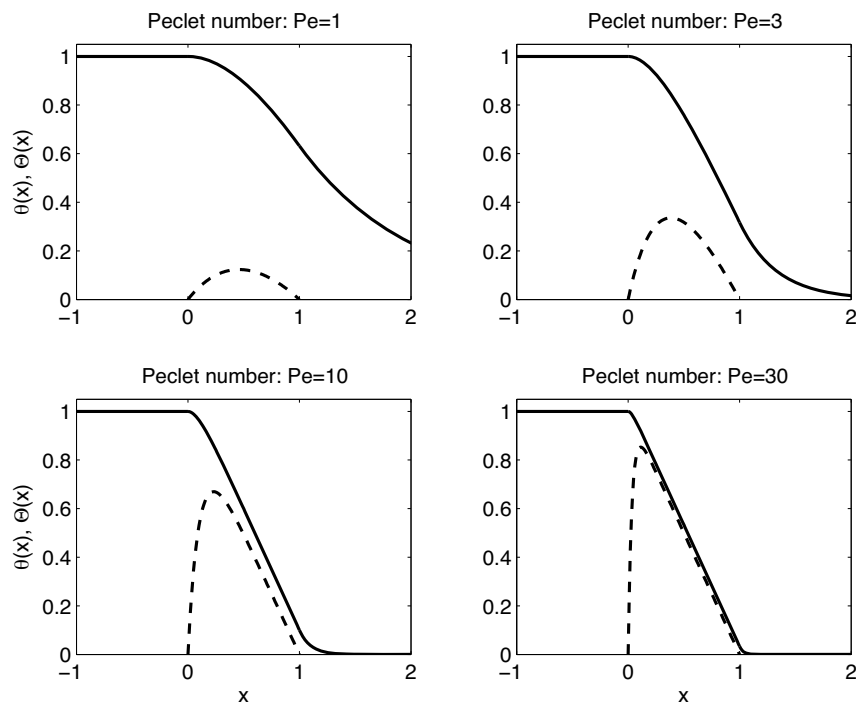 Peclet number: Pe=1
θ(x), Θ(x)
1
0.8
0.6
0.4
0.2
0
−1 0 1 2
Peclet number: Pe=3
1
0.8
0.6
0.4
0.2
0
−1 0 1 2
Peclet number: Pe=10
θ(x), Θ(x)
1
0.8
0.6
0.4
0.2
0
−1 0 1 2
x
Peclet number: Pe=30
1
0.8
0.6
0.4
0.2
0
−1 0 1 2
x